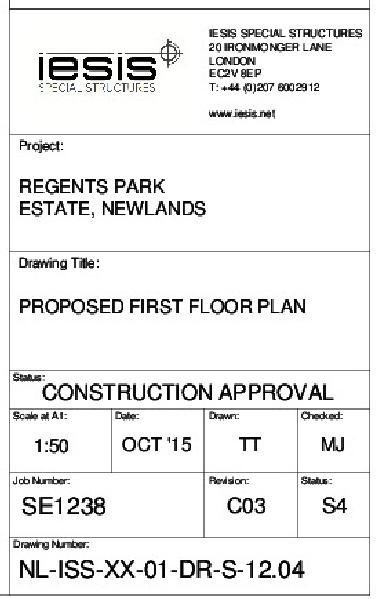 iesis
SPECIAL STRUCTURES
IESIS SPECIAL STRUCTURES
20 IRONMONGER LANE
LONDON
EC2V 8EP
T: +44 (0)207 6002912
www.iesis.net
Project:
REGENTS PARK
ESTATE, NEWLANDS
Drawing Title:
PROPOSED FIRST FLOOR PLAN
Status:
CONSTRUCTION APPROVAL
Scale at A1: Date: Drawn: Checked:
1:50 OCT '15 TT MJ
Job Number: Revision: Status:
SE1238 C03 S4
Drawing Number:
NL-ISS-XX-01-DR-S-12.04